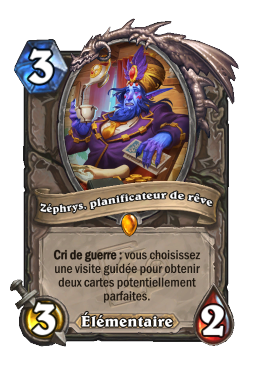 3
Zéphrys, planificateur de rêve
Cri de guerre : vous choisissez
une visite guidée pour obtenir
deux cartes potentiellement
parfaites.
3
Élémentaire
2